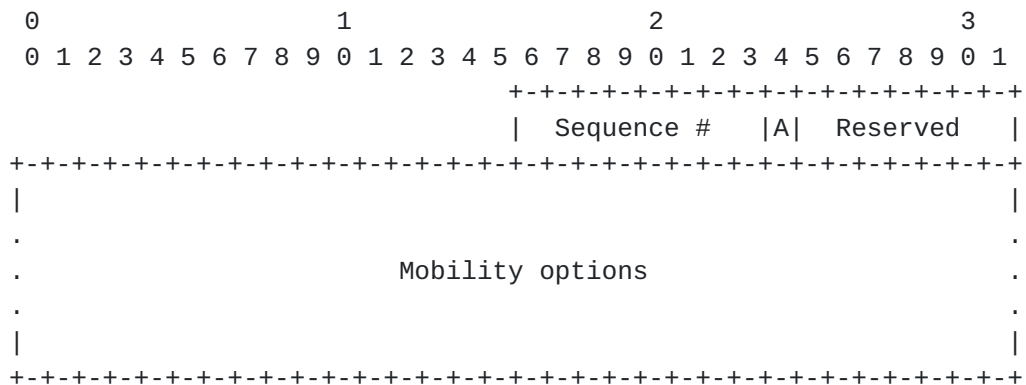 0                   1                   2                   3
 0 1 2 3 4 5 6 7 8 9 0 1 2 3 4 5 6 7 8 9 0 1 2 3 4 5 6 7 8 9 0 1
                                +-+-+-+-+-+-+-+-+-+-+-+-+-+-+-+-+
                                |  Sequence #   |A|  Reserved   |
+-+-+-+-+-+-+-+-+-+-+-+-+-+-+-+-+-+-+-+-+-+-+-+-+-+-+-+-+-+-+-+-+
|                                                               |
.                                                               .
.                        Mobility options                       .
.                                                               .
|                                                               |
+-+-+-+-+-+-+-+-+-+-+-+-+-+-+-+-+-+-+-+-+-+-+-+-+-+-+-+-+-+-+-+-+